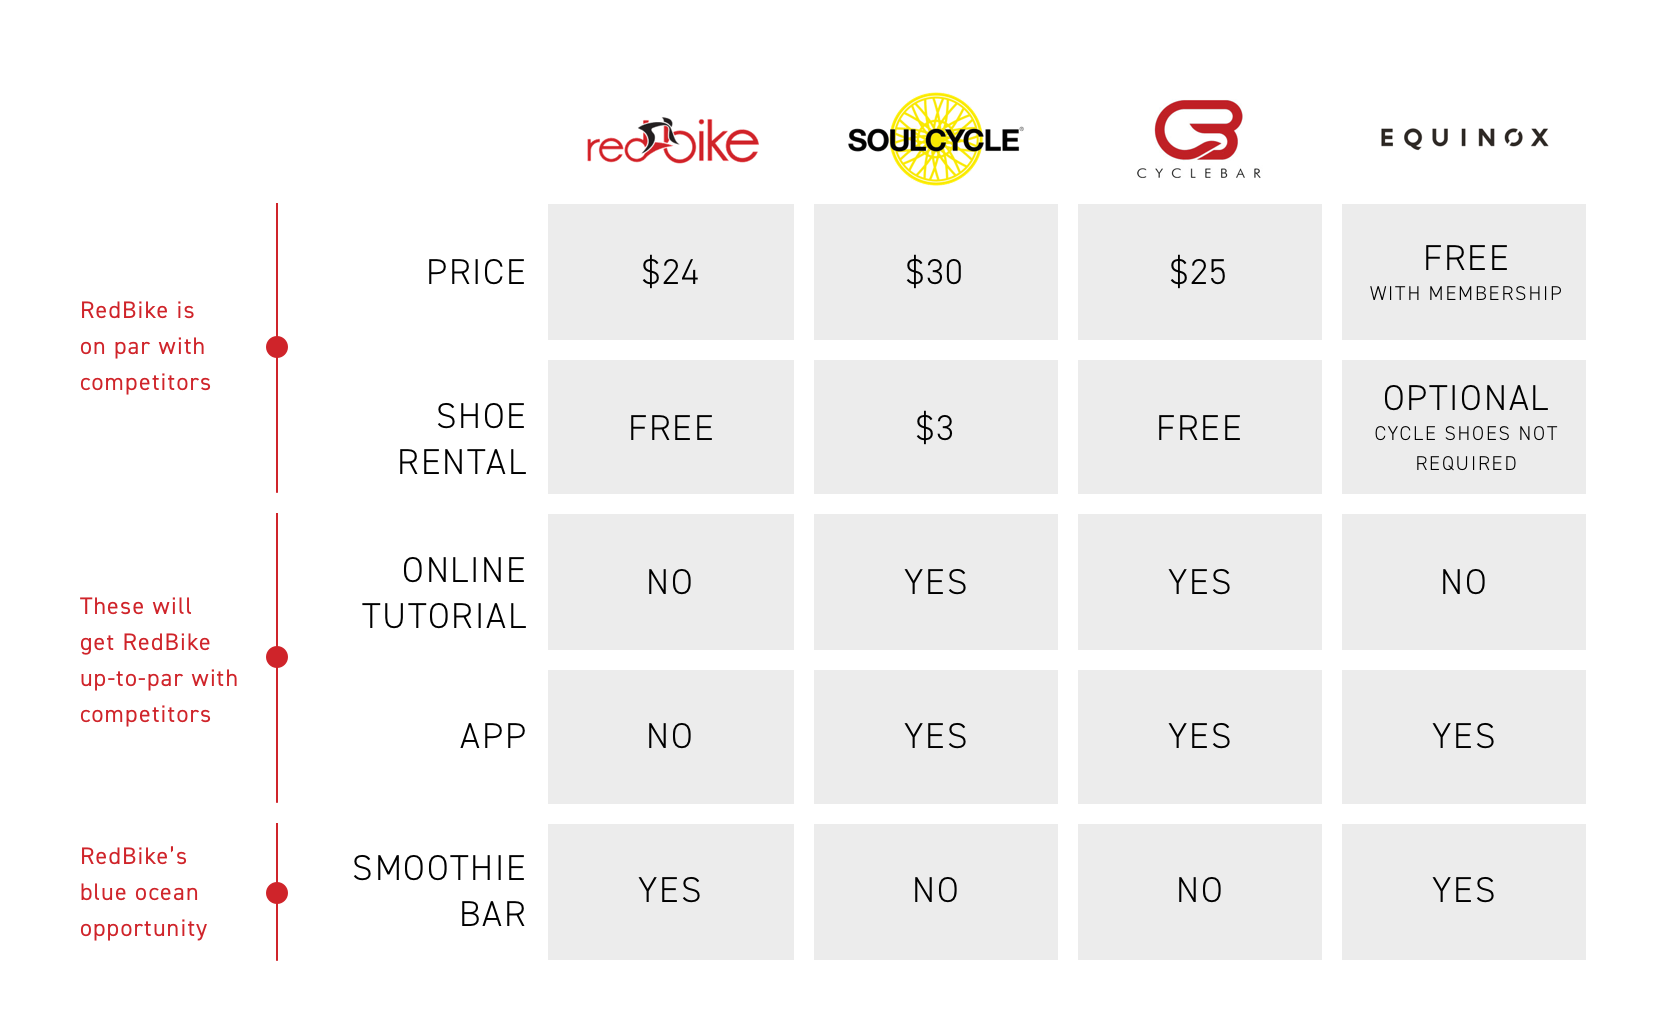 redbike
SOULCYCLE®
CYCLEBAR
EQUINOX
RedBike is
on par with
competitors
PRICE
$24
$30
$25
FREE
WITH MEMBERSHIP
SHOE
RENTAL
FREE
$3
FREE
OPTIONAL
CYCLE SHOES NOT
REQUIRED
These will
get RedBike
up-to-par with
competitors
ONLINE
TUTORIAL
NO
YES
YES
NO
APP
NO
YES
YES
YES
RedBike’s
blue ocean
opportunity
SMOOTHIE
BAR
YES
NO
NO
YES